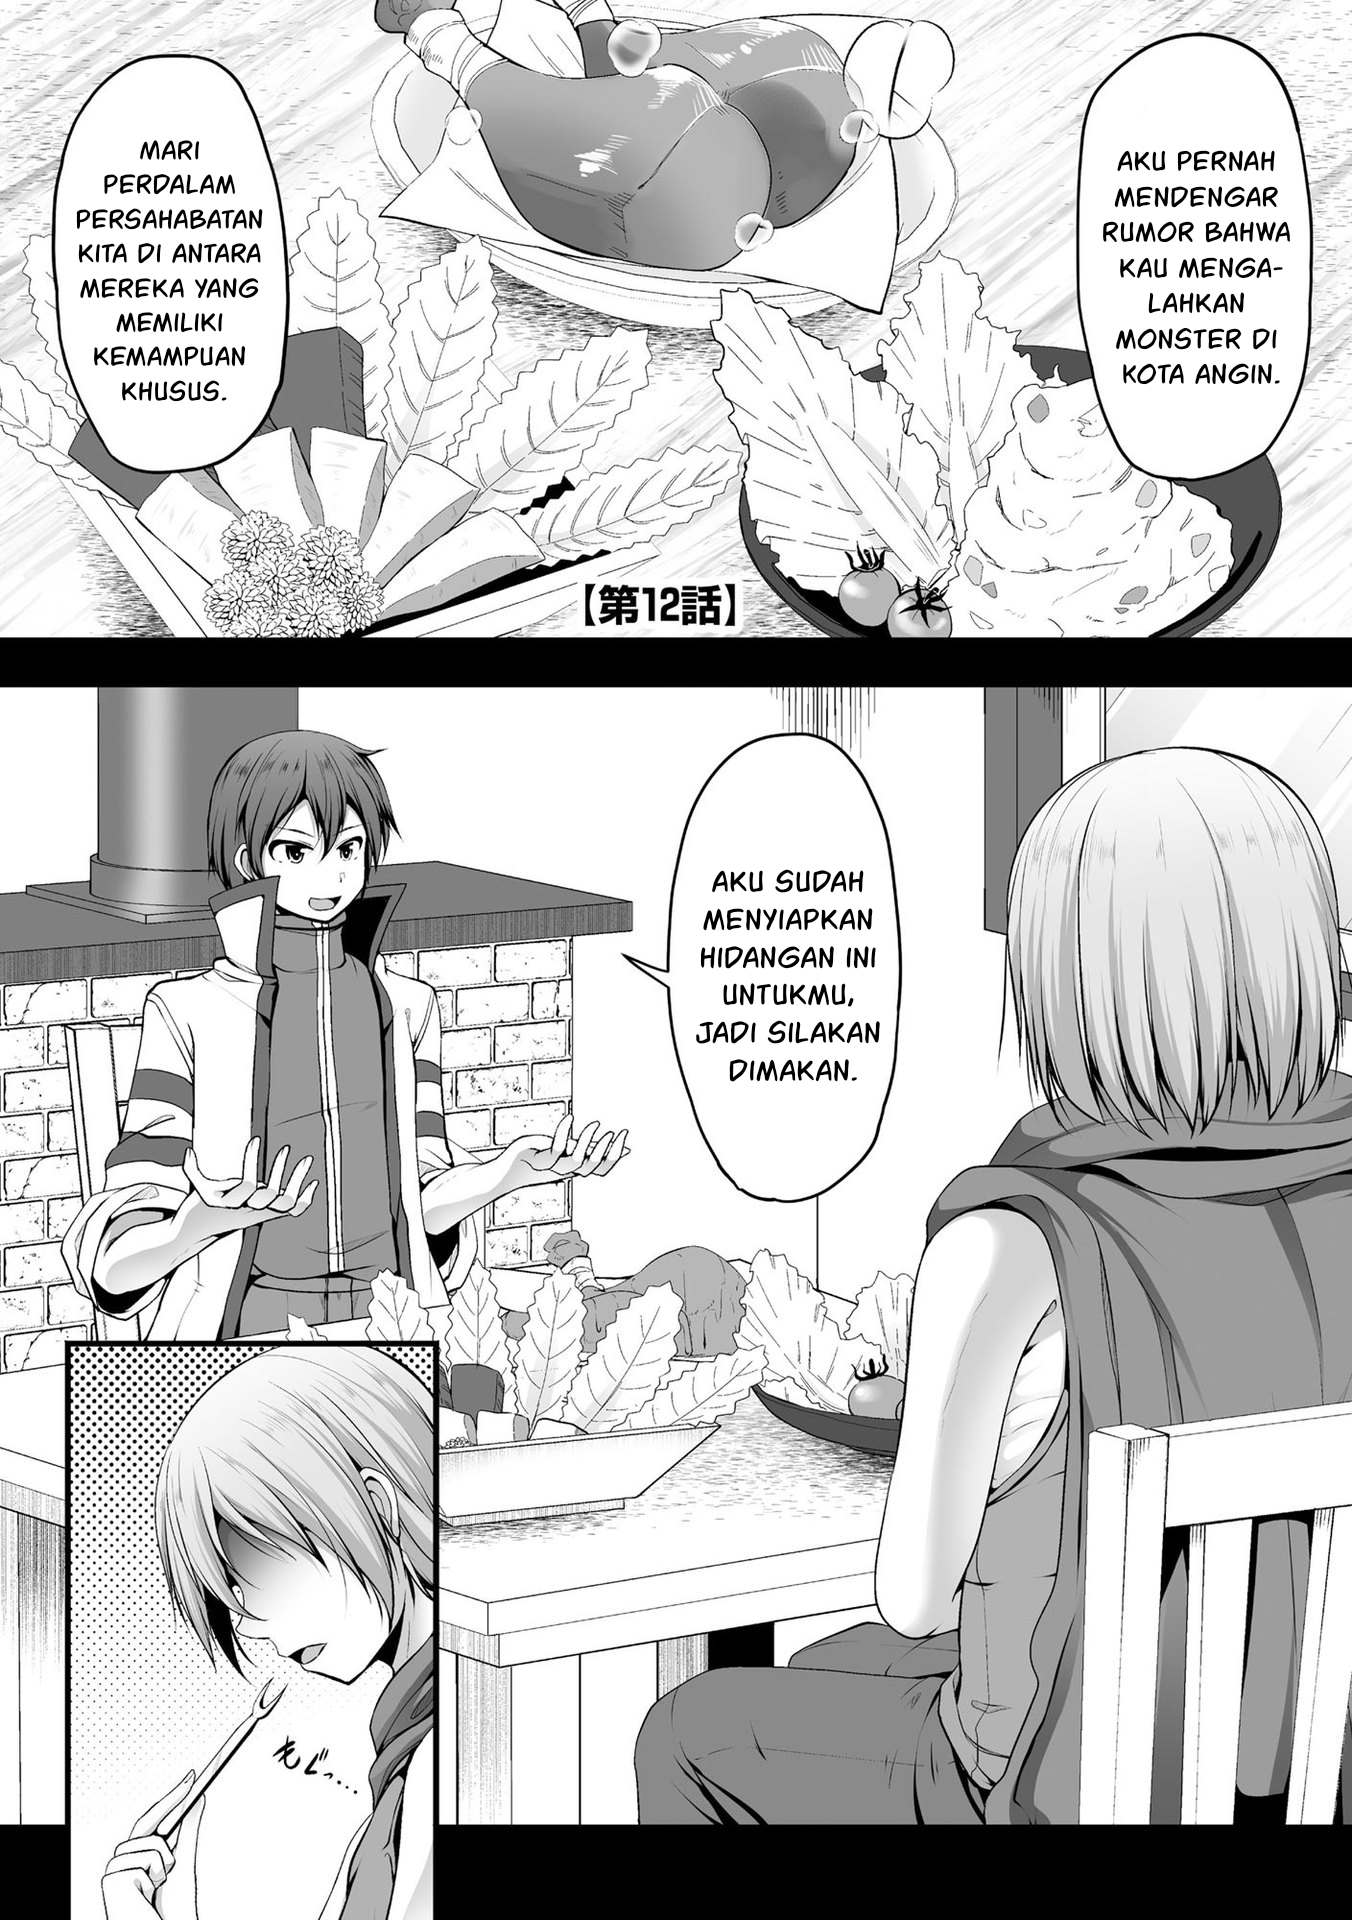 AKU PERNAH
MENDENGAR
RUMOR BAHWA
KAU MENGA-
LAHKAN
MONSTER DI
KOTA ANGIN.
MARI
PERDALAM
PERSAHABATAN
KITA DI ANTARA
MEREKA YANG
MEMILIKI
KEMAMPUAN
KHUSUS.
【第12話】
AKU SUDAH
MENYIAPKAN
HIDANGAN INI
UNTUKMU,
JADI SILAKAN
DIMAKAN.
もぐっ…